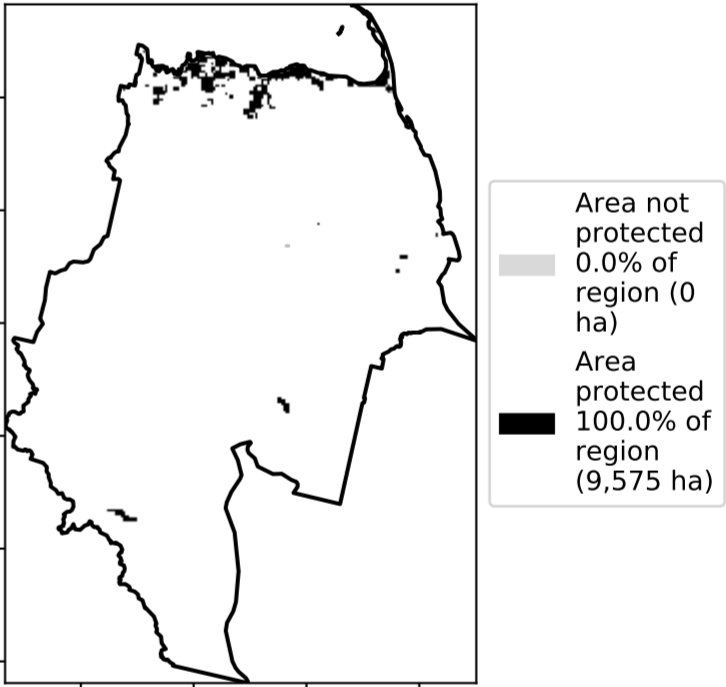 Area not
protected
0.0% of
region (0
ha)
Area
protected
100.0% of
region
(9,575 ha)